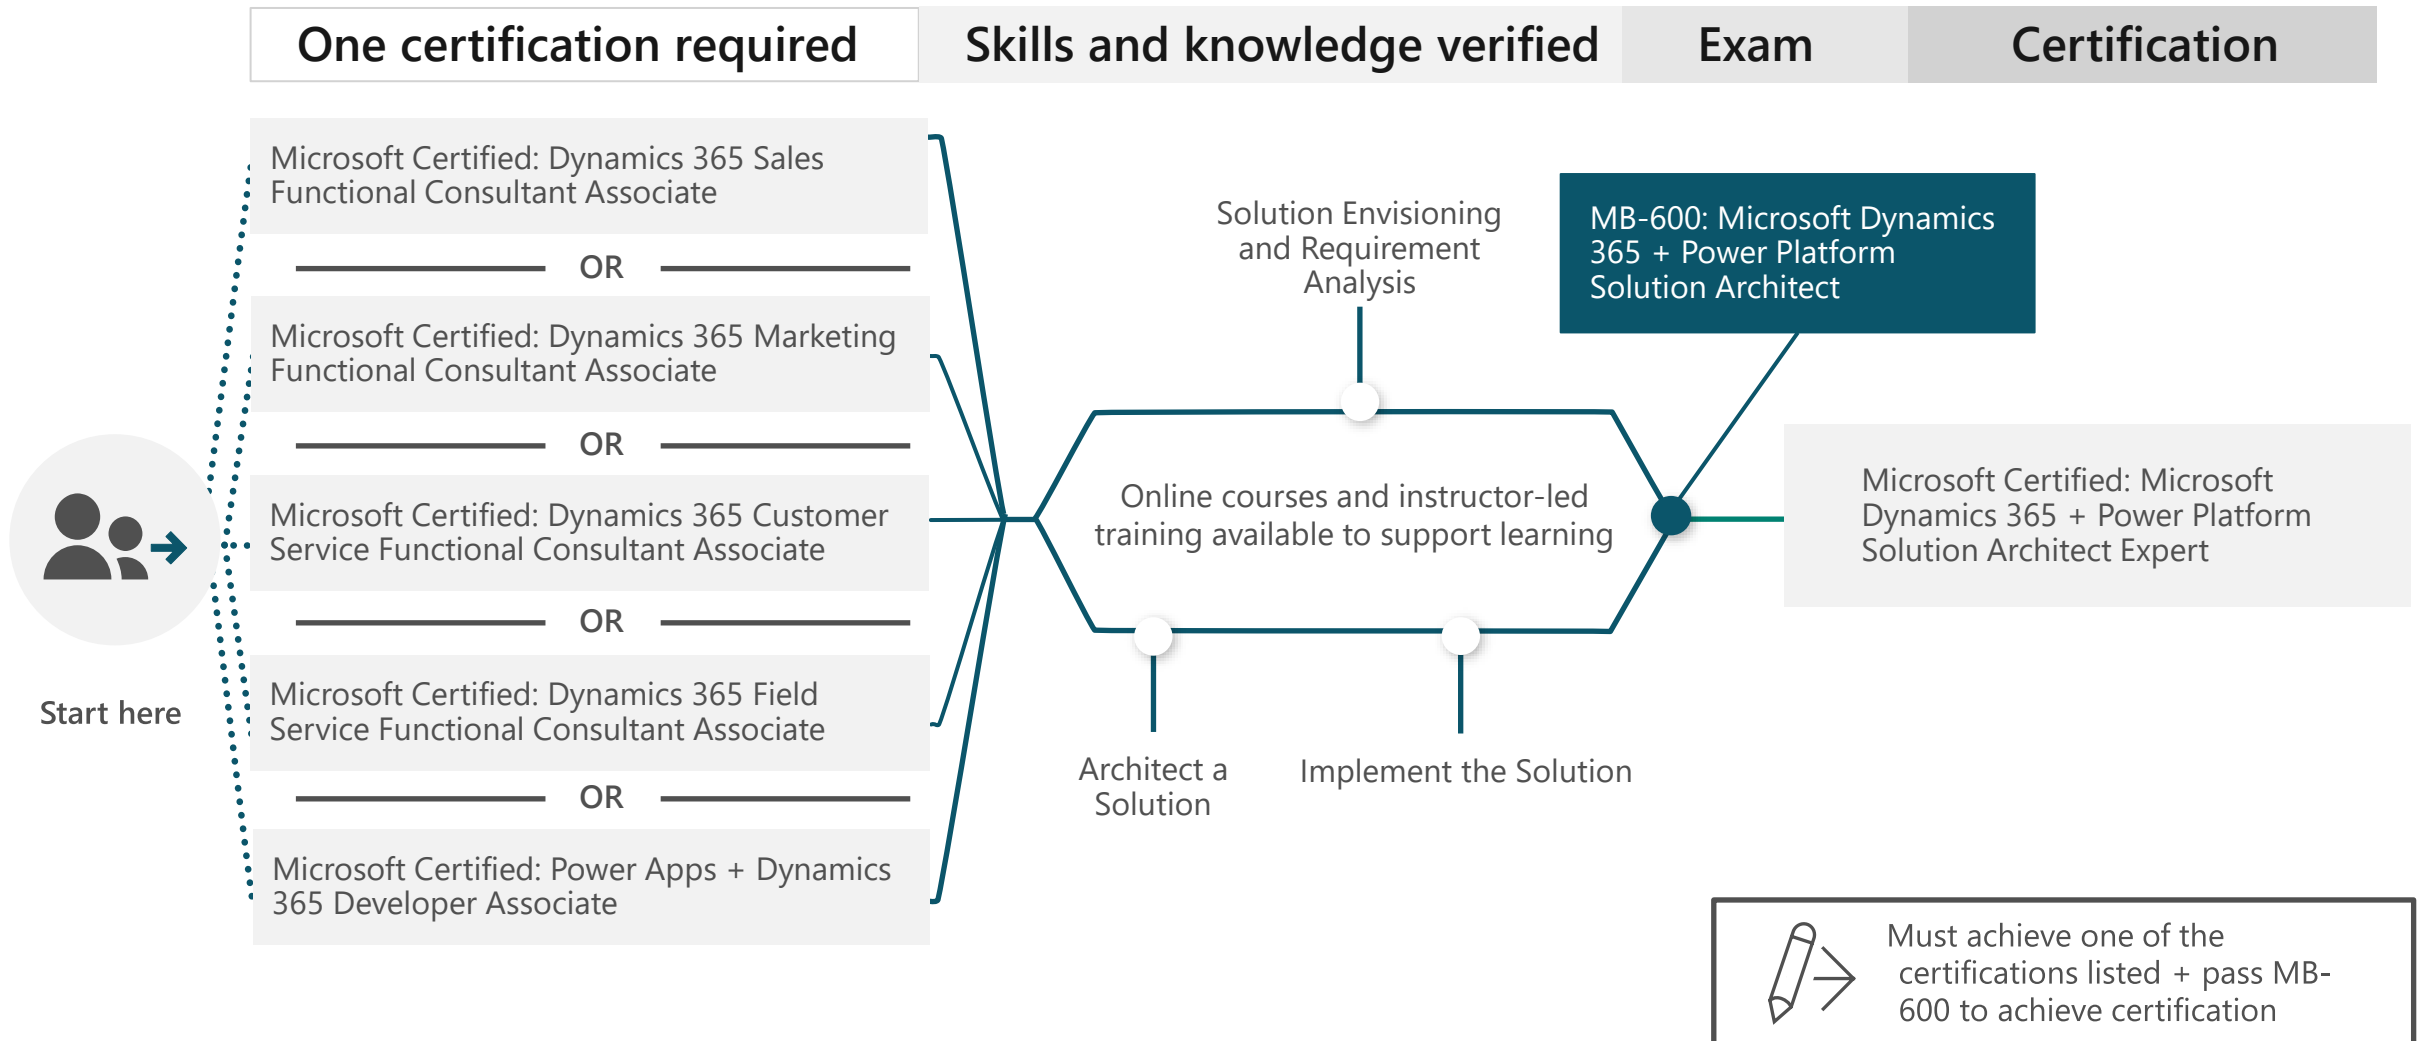 One certification required
Skills and knowledge verified
Exam
Certification
Start here
Microsoft Certified: Dynamics 365 Sales
Functional Consultant Associate
OR
Microsoft Certified: Dynamics 365 Marketing
Functional Consultant Associate
OR
Microsoft Certified: Dynamics 365 Customer
Service Functional Consultant Associate
OR
Microsoft Certified: Dynamics 365 Field
Service Functional Consultant Associate
OR
Microsoft Certified: Power Apps + Dynamics
365 Developer Associate
Solution Envisioning
and Requirement
Analysis
Online courses and instructor-led
training available to support learning
Architect a
Solution
Implement the Solution
MB-600: Microsoft Dynamics
365 + Power Platform
Solution Architect
Microsoft Certified: Microsoft
Dynamics 365 + Power Platform
Solution Architect Expert
Must achieve one of the
certifications listed + pass MB-
600 to achieve certification